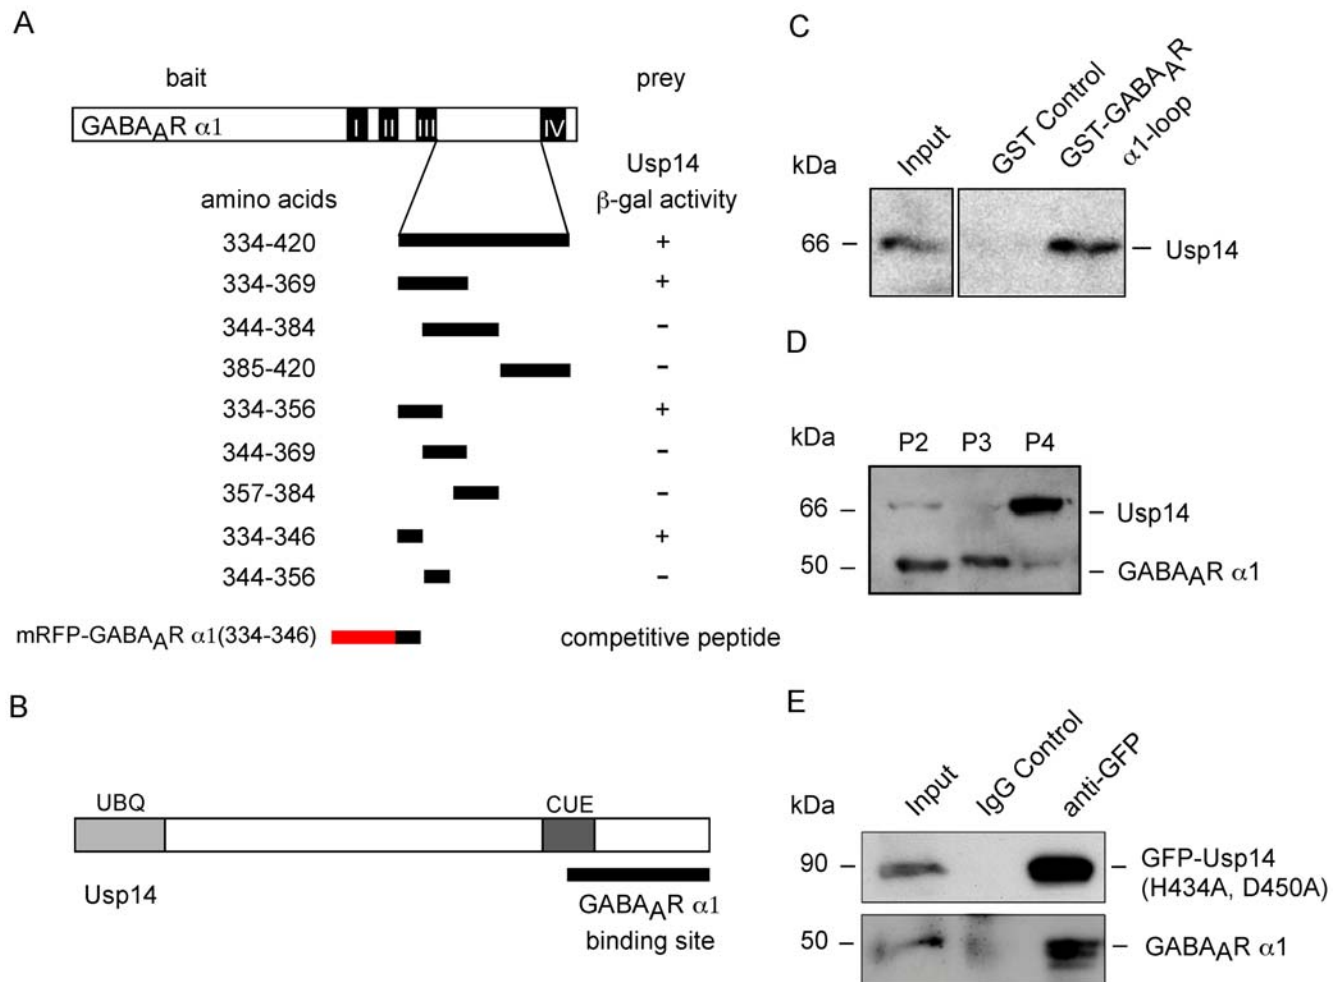 A
bait
prey
GABAAR α1
I II III IV
Usp14
amino acids
β-gal activity
334-420 +
334-369 +
344-384 -
385-420 -
334-356 +
344-369 -
357-384 -
334-346 +
344-356 -
mRFP-GABAAR α1(334-346)
competitive peptide
B
UBQ
CUE
Usp14
GABAAR α1
binding site
C
kDa
Input
GST Control
GST-GABAAR
α1-loop
66 –
– Usp14
D
kDa
P2 P3 P4
66 –
– Usp14
50 –
– GABAAR α1
E
kDa
Input
IgG Control
anti-GFP
90 –
– GFP-Usp14
(H434A, D450A)
50 –
– GABAAR α1